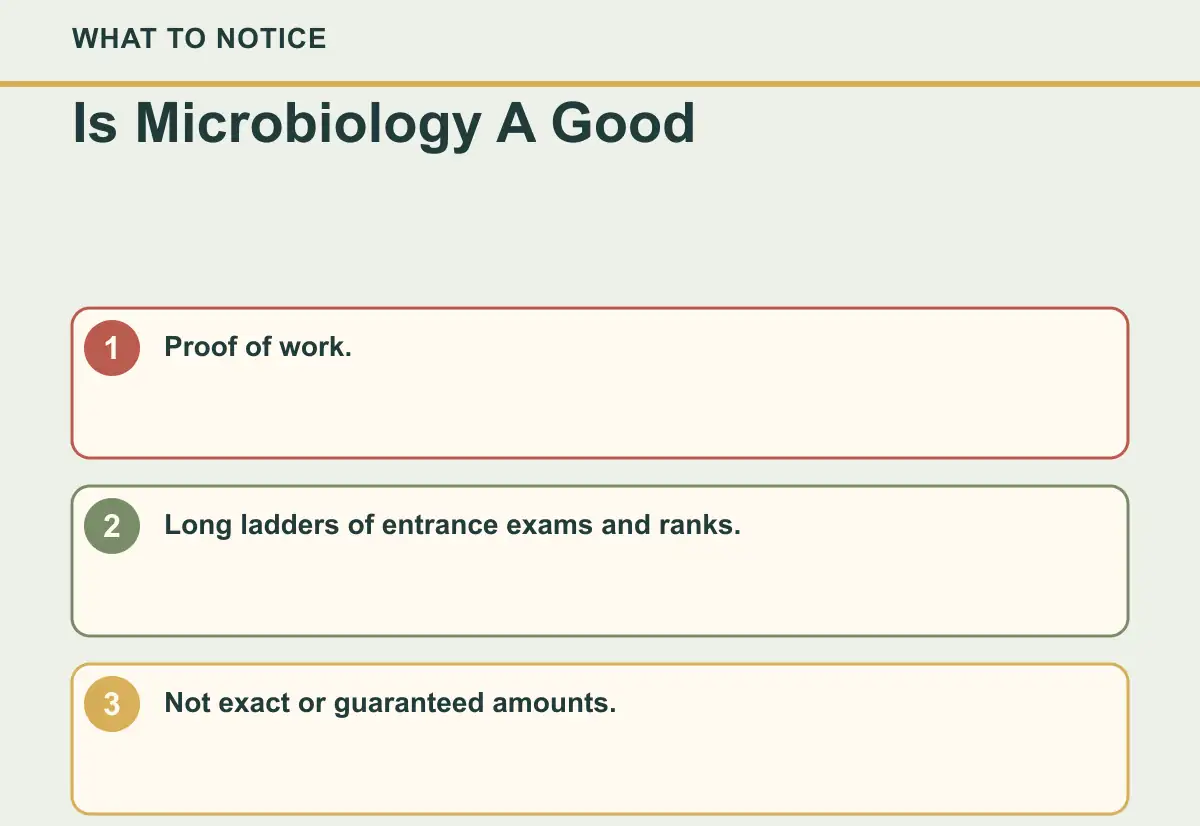 WHAT TO NOTICE
Is Microbiology A Good
1 Proof of work.
2 Long ladders of entrance exams and ranks.
3 Not exact or guaranteed amounts.